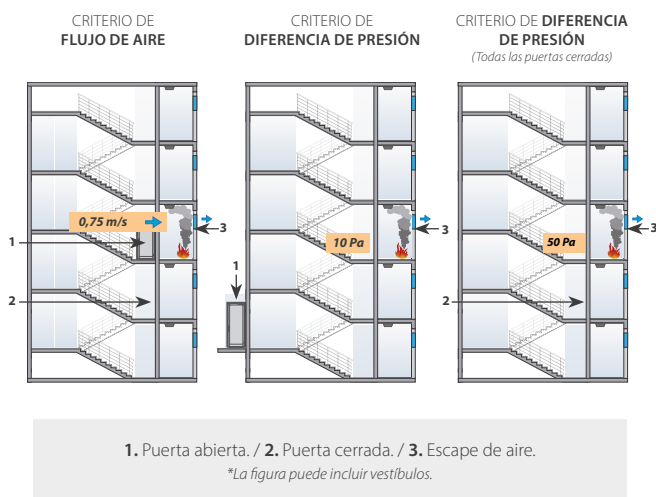 CRITERIO DE
FLUJO DE AIRE
CRITERIO DE
DIFERENCIA DE PRESIÓN
CRITERIO DE DIFERENCIA
DE PRESIÓN
(Todas las puertas cerradas)
0,75 m/s
3
1
2
10 Pa
3
1
50 Pa
3
2
1. Puerta abierta. / 2. Puerta cerrada. / 3. Escape de aire.
*La figura puede incluir vestíbulos.